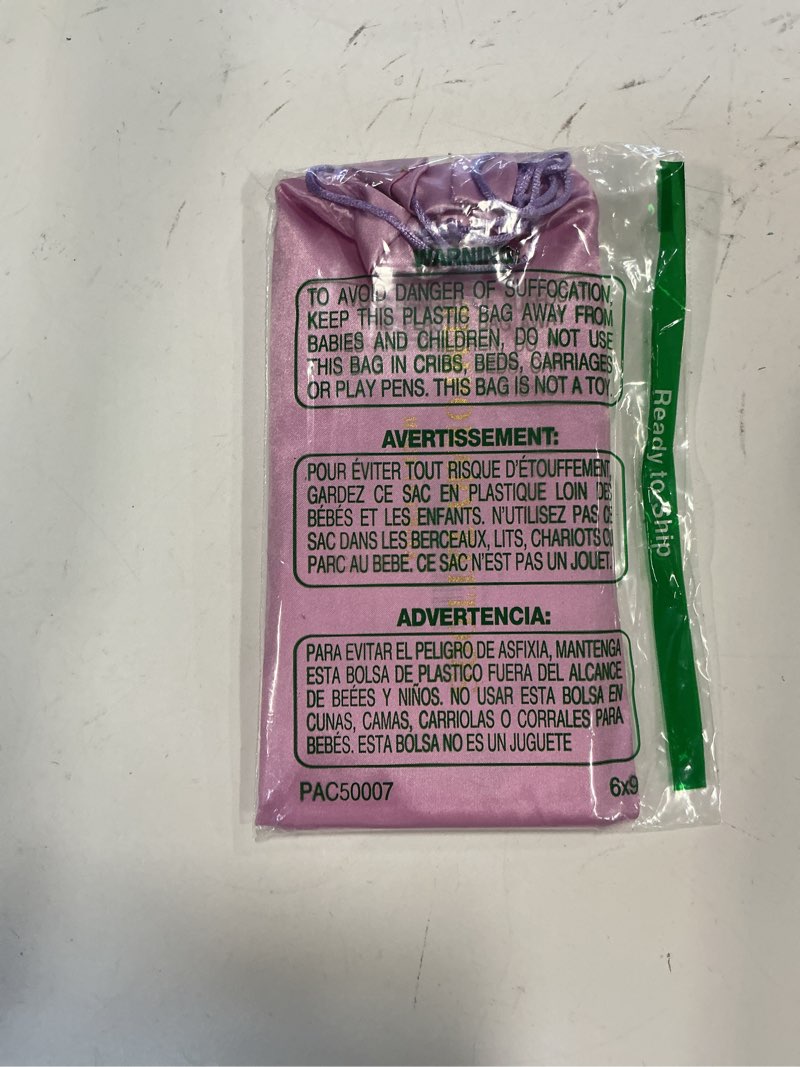 WARNING:
TO AVOID DANGER OF SUFFOCATION,
KEEP THIS PLASTIC BAG AWAY FROM
BABIES AND CHILDREN, DO NOT USE
THIS BAG IN CRIBS, BEDS, CARRIAGES
OR PLAY PENS. THIS BAG IS NOT A TOY
AVERTISSEMENT:
POUR ÉVITER TOUT RISQUE D'ÉTOUFFEMENT,
GARDEZ CE SAC EN PLASTIQUE LOIN DES
BÉBÉS ET LES ENFANTS. N'UTILISEZ PAS CE
SAC DANS LES BERCEAUX, LITS, CHARIOTS OU
PARC AU BEBE. CE SAC N'EST PAS UN JOUET.
ADVERTENCIA:
PARA EVITAR EL PELIGRO DE ASFIXIA, MANTENGA
ESTA BOLSA DE PLASTICO FUERA DEL ALCANCE
DE BEÉES Y NIÑOS. NO USAR ESTA BOLSA EN
CUNAS, CAMAS, CARRIOLAS O CORRALES PARA
BEBÉS. ESTA BOLSA NO ES UN JUGUETE
PAC50007
6x9
Ready to Ship